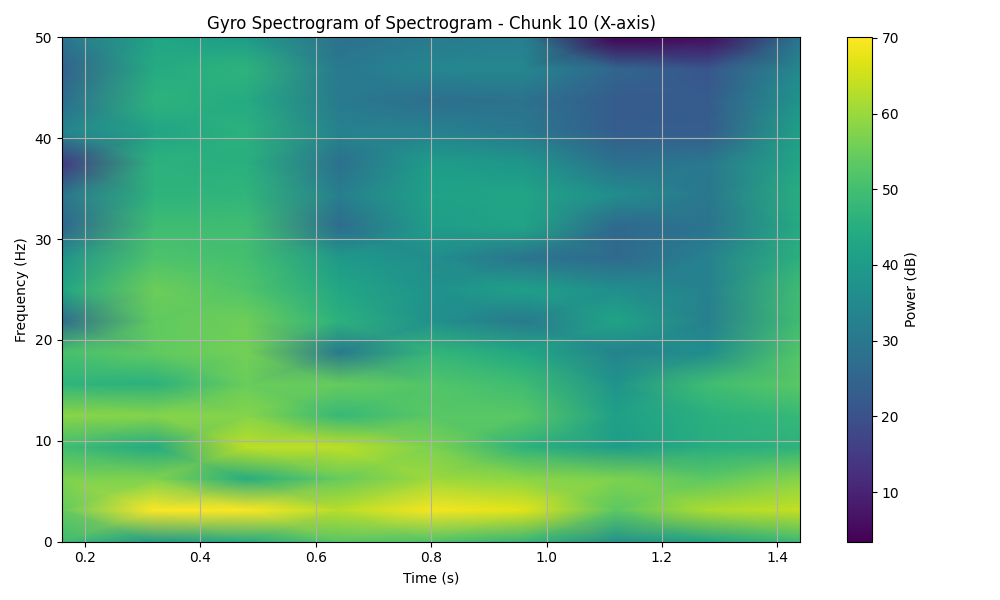 Gyro Spectrogram of Spectrogram - Chunk 10 (X-axis)
50
40
30
20
10
0
Frequency (Hz)
0.2 0.4 0.6 0.8 1.0 1.2 1.4
Time (s)
70
60
50
40
30
20
10
Power (dB)